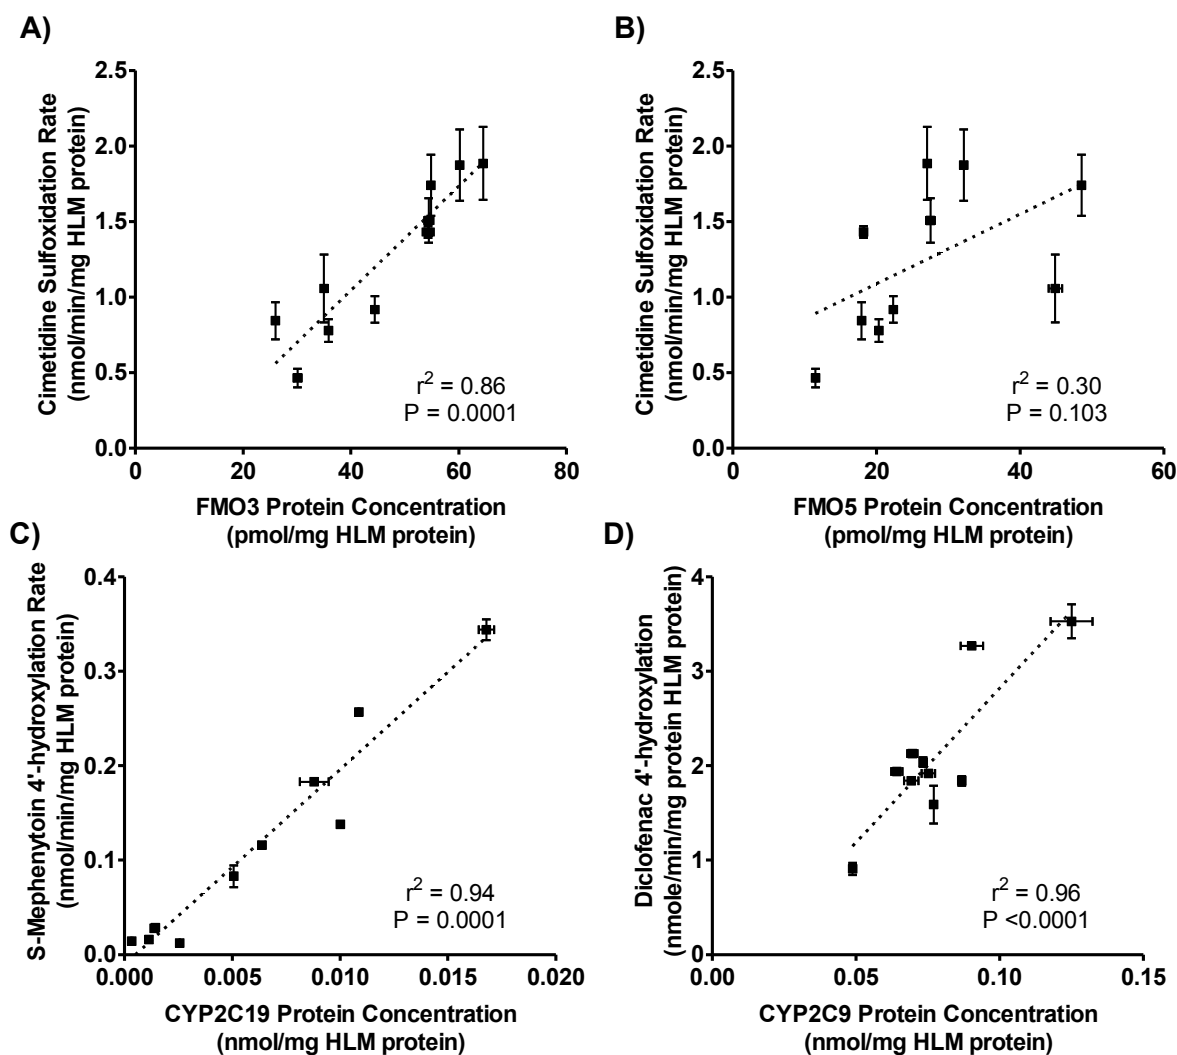 A)
Cimetidine Sulfoxidation Rate
(nmol/min/mg HLM protein)
2.5
2.0
1.5
1.0
0.5
0.0
0 20 40 60 80
r2 = 0.86
P = 0.0001
FMO3 Protein Concentration
(pmol/mg HLM protein)
B)
Cimetidine Sulfoxidation Rate
(nmol/min/mg HLM protein)
2.5
2.0
1.5
1.0
0.5
0.0
0 20 40 60
r2 = 0.30
P = 0.103
FMO5 Protein Concentration
(pmol/mg HLM protein)
C)
S-Mephenytoin 4'-hydroxylation Rate
(nmol/min/mg HLM protein)
0.4
0.3
0.2
0.1
0.0
0.000 0.005 0.010 0.015 0.020
r2 = 0.94
P = 0.0001
CYP2C19 Protein Concentration
(nmol/mg HLM protein)
D)
Diclofenac 4'-hydroxylation
(nmole/min/mg protein HLM protein)
4
3
2
1
0
0.00 0.05 0.10 0.15
r2 = 0.96
P <0.0001
CYP2C9 Protein Concentration
(nmol/mg HLM protein)